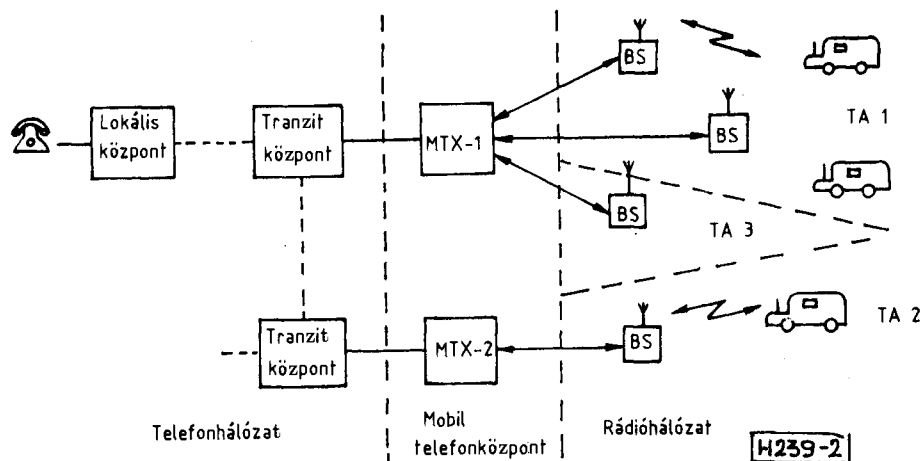 BS
Lokális
központ
Tranzit
központ
MTX-1
BS
TA 1
BS
TA 3
Tranzit
központ
MTX-2
BS
TA 2
Telefonhálózat
Mobil
telefonközpont
Rádióhálózat
H239-2